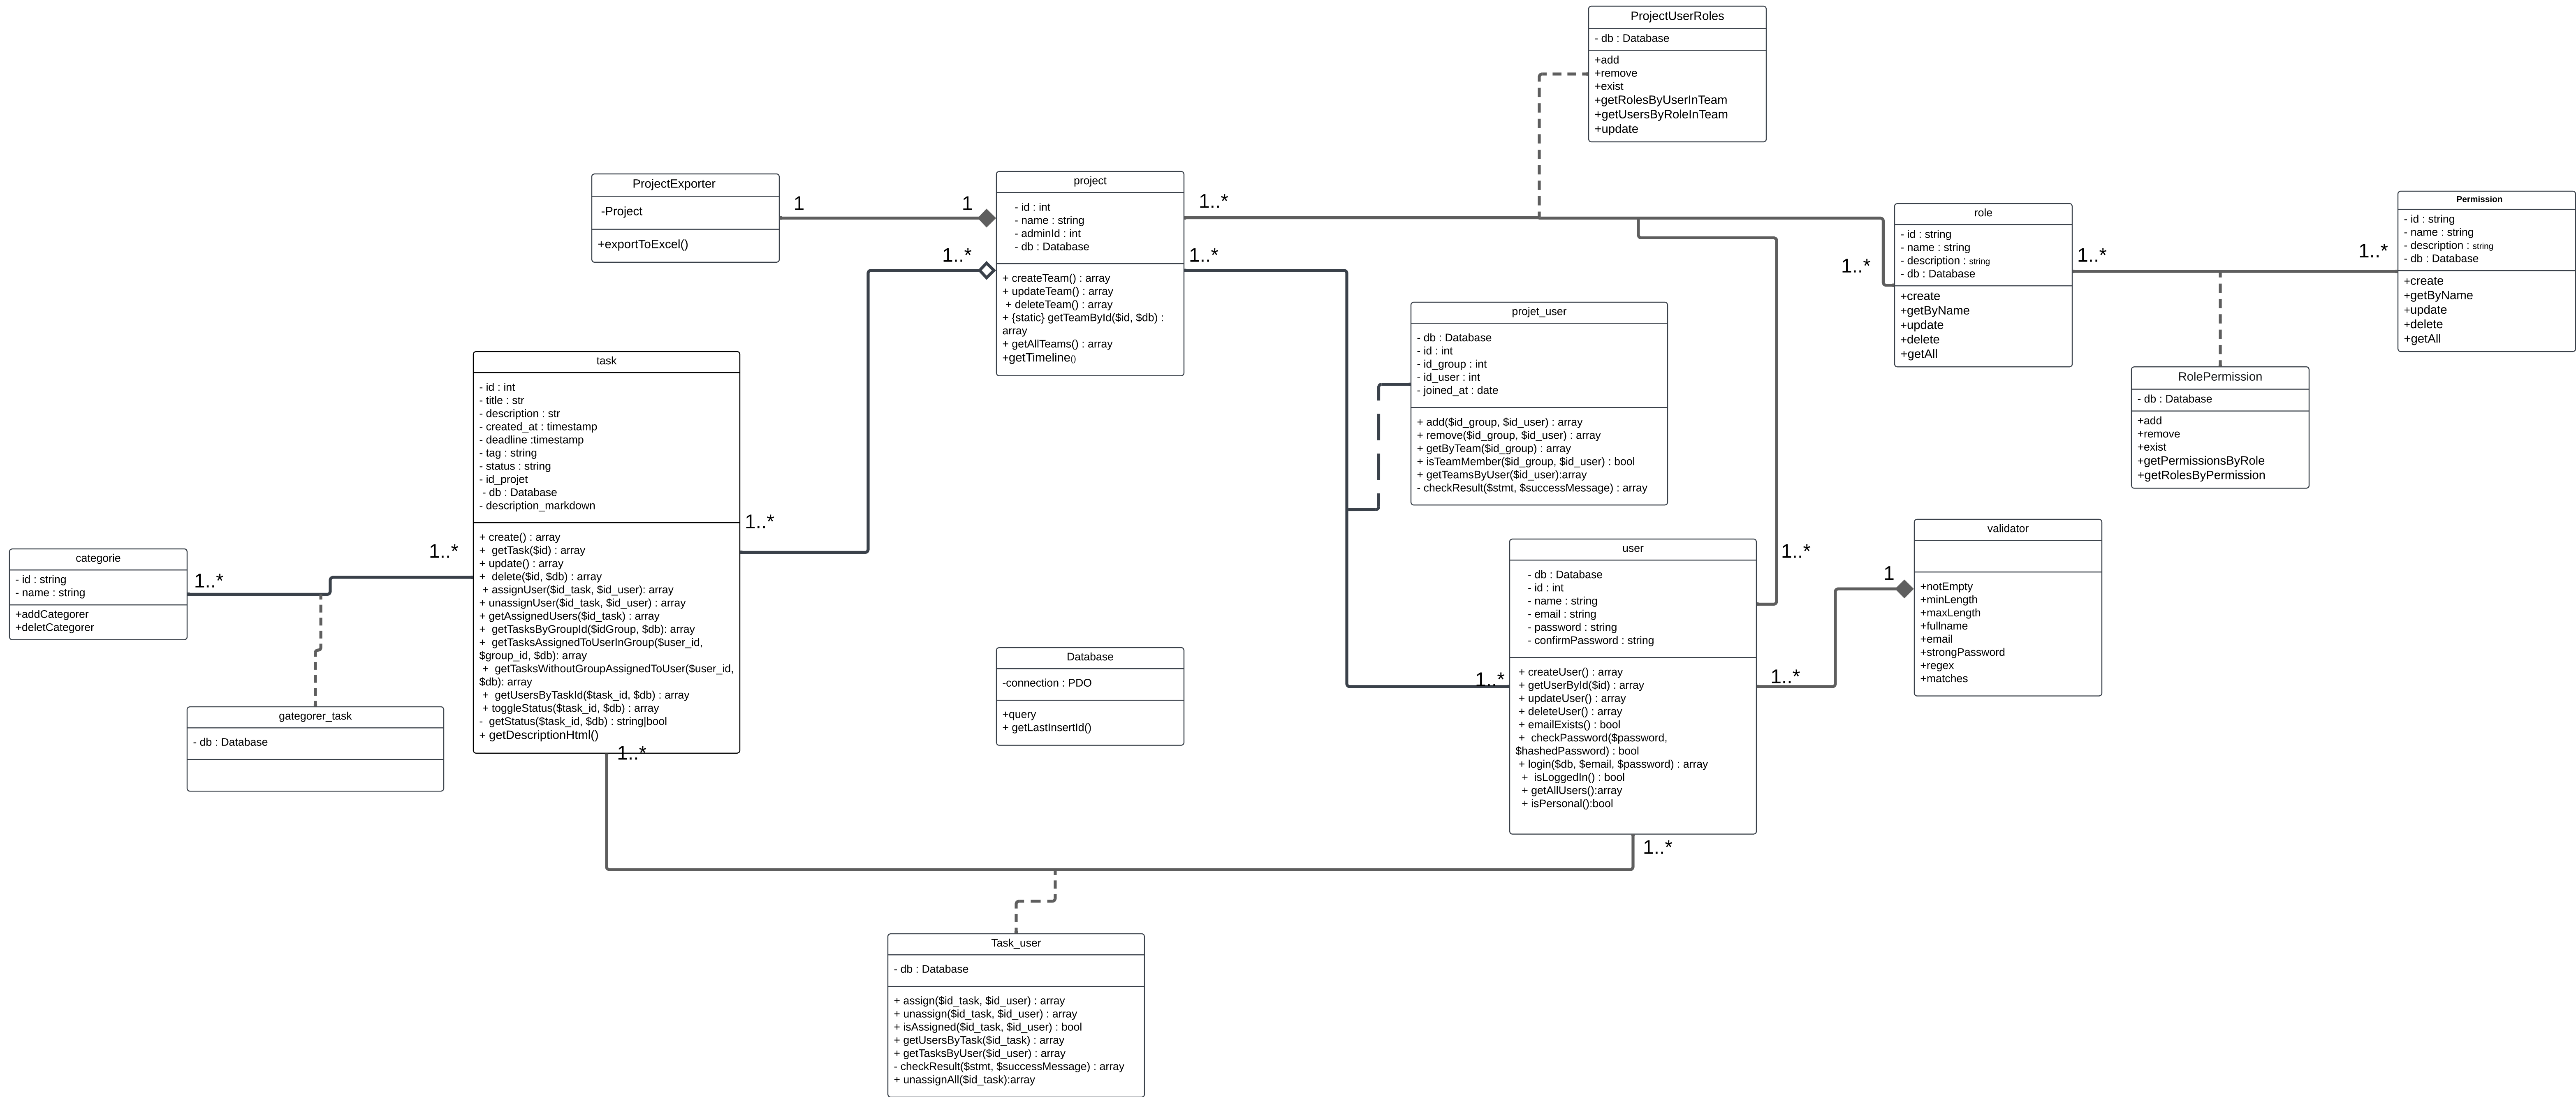 ProjectUserRoles
- db : Database
+add
+remove
+exist
+getRolesByUserInTeam
+getUsersByRoleInTeam
+update
ProjectExporter
-Project
+exportToExcel()
1
1
project
- id : int
- name : string
- adminId : int
- db : Database
+ createTeam() : array
+ updateTeam() : array
+ deleteTeam() : array
+ {static} getTeamById($id, $db) :
array
+ getAllTeams() : array
+getTimeline()
1..*
1..*
1..*
role
- id : string
- name : string
- description : string
- db : Database
+create
+getByName
+update
+delete
+getAll
1..*
1..*
1..*
Permission
- id : string
- name : string
- description : string
- db : Database
+create
+getByName
+update
+delete
+getAll
RolePermission
- db : Database
+add
+remove
+exist
+getPermissionsByRole
+getRolesByPermission
projet_user
- db : Database
- id : int
- id_group : int
- id_user : int
- joined_at : date
+ add($id_group, $id_user) : array
+ remove($id_group, $id_user) : array
+ getByTeam($id_group) : array
+ isTeamMember($id_group, $id_user) : bool
+ getTeamsByUser($id_user):array
- checkResult($stmt, $successMessage) : array
task
- id : int
- title : str
- description : str
- created_at : timestamp
- deadline :timestamp
- tag : string
- status : string
- id_projet
- db : Database
- description_markdown
+ create() : array
+ getTask($id) : array
+ update() : array
+ delete($id, $db) : array
+ assignUser($id_task, $id_user): array
+ unassignUser($id_task, $id_user) : array
+ getAssignedUsers($id_task) : array
+ getTasksByGroupId($idGroup, $db): array
+ getTasksAssignedToUserInGroup($user_id,
$group_id, $db): array
+ getTasksWithoutGroupAssignedToUser($user_id,
$db): array
+ getUsersByTaskId($task_id, $db) : array
+ toggleStatus($task_id, $db) : array
- getStatus($task_id, $db) : string|bool
+ getDescriptionHtml()
1..*
1..*
1..*
categorie
- id : string
- name : string
+addCategorer
+deletCategorer
1..*
gategorer_task
- db : Database
Database
-connection : PDO
+query
+ getLastInsertId()
user
- db : Database
- id : int
- name : string
- email : string
- password : string
- confirmPassword : string
+ createUser() : array
+ getUserById($id) : array
+ updateUser() : array
+ deleteUser() : array
+ emailExists() : bool
+ checkPassword($password,
$hashedPassword) : bool
+ login($db, $email, $password) : array
+ isLoggedIn() : bool
+ getAllUsers():array
+ isPersonal():bool
1..*
1..*
1..*
1..*
1
validator
+notEmpty
+minLength
+maxLength
+fullname
+email
+strongPassword
+regex
+matches
Task_user
- db : Database
+ assign($id_task, $id_user) : array
+ unassign($id_task, $id_user) : array
+ isAssigned($id_task, $id_user) : bool
+ getUsersByTask($id_task) : array
+ getTasksByUser($id_user) : array
- checkResult($stmt, $successMessage) : array
+ unassignAll($id_task):array